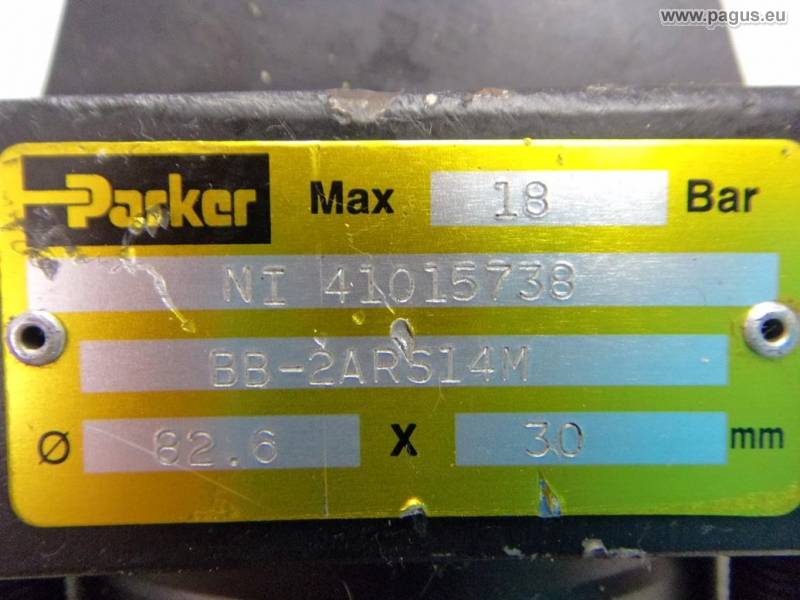 www.pagus.eu
Parker Max 18 Bar
NI 41015738
BB-2ARS14M
Ø 82.6 X 30 mm